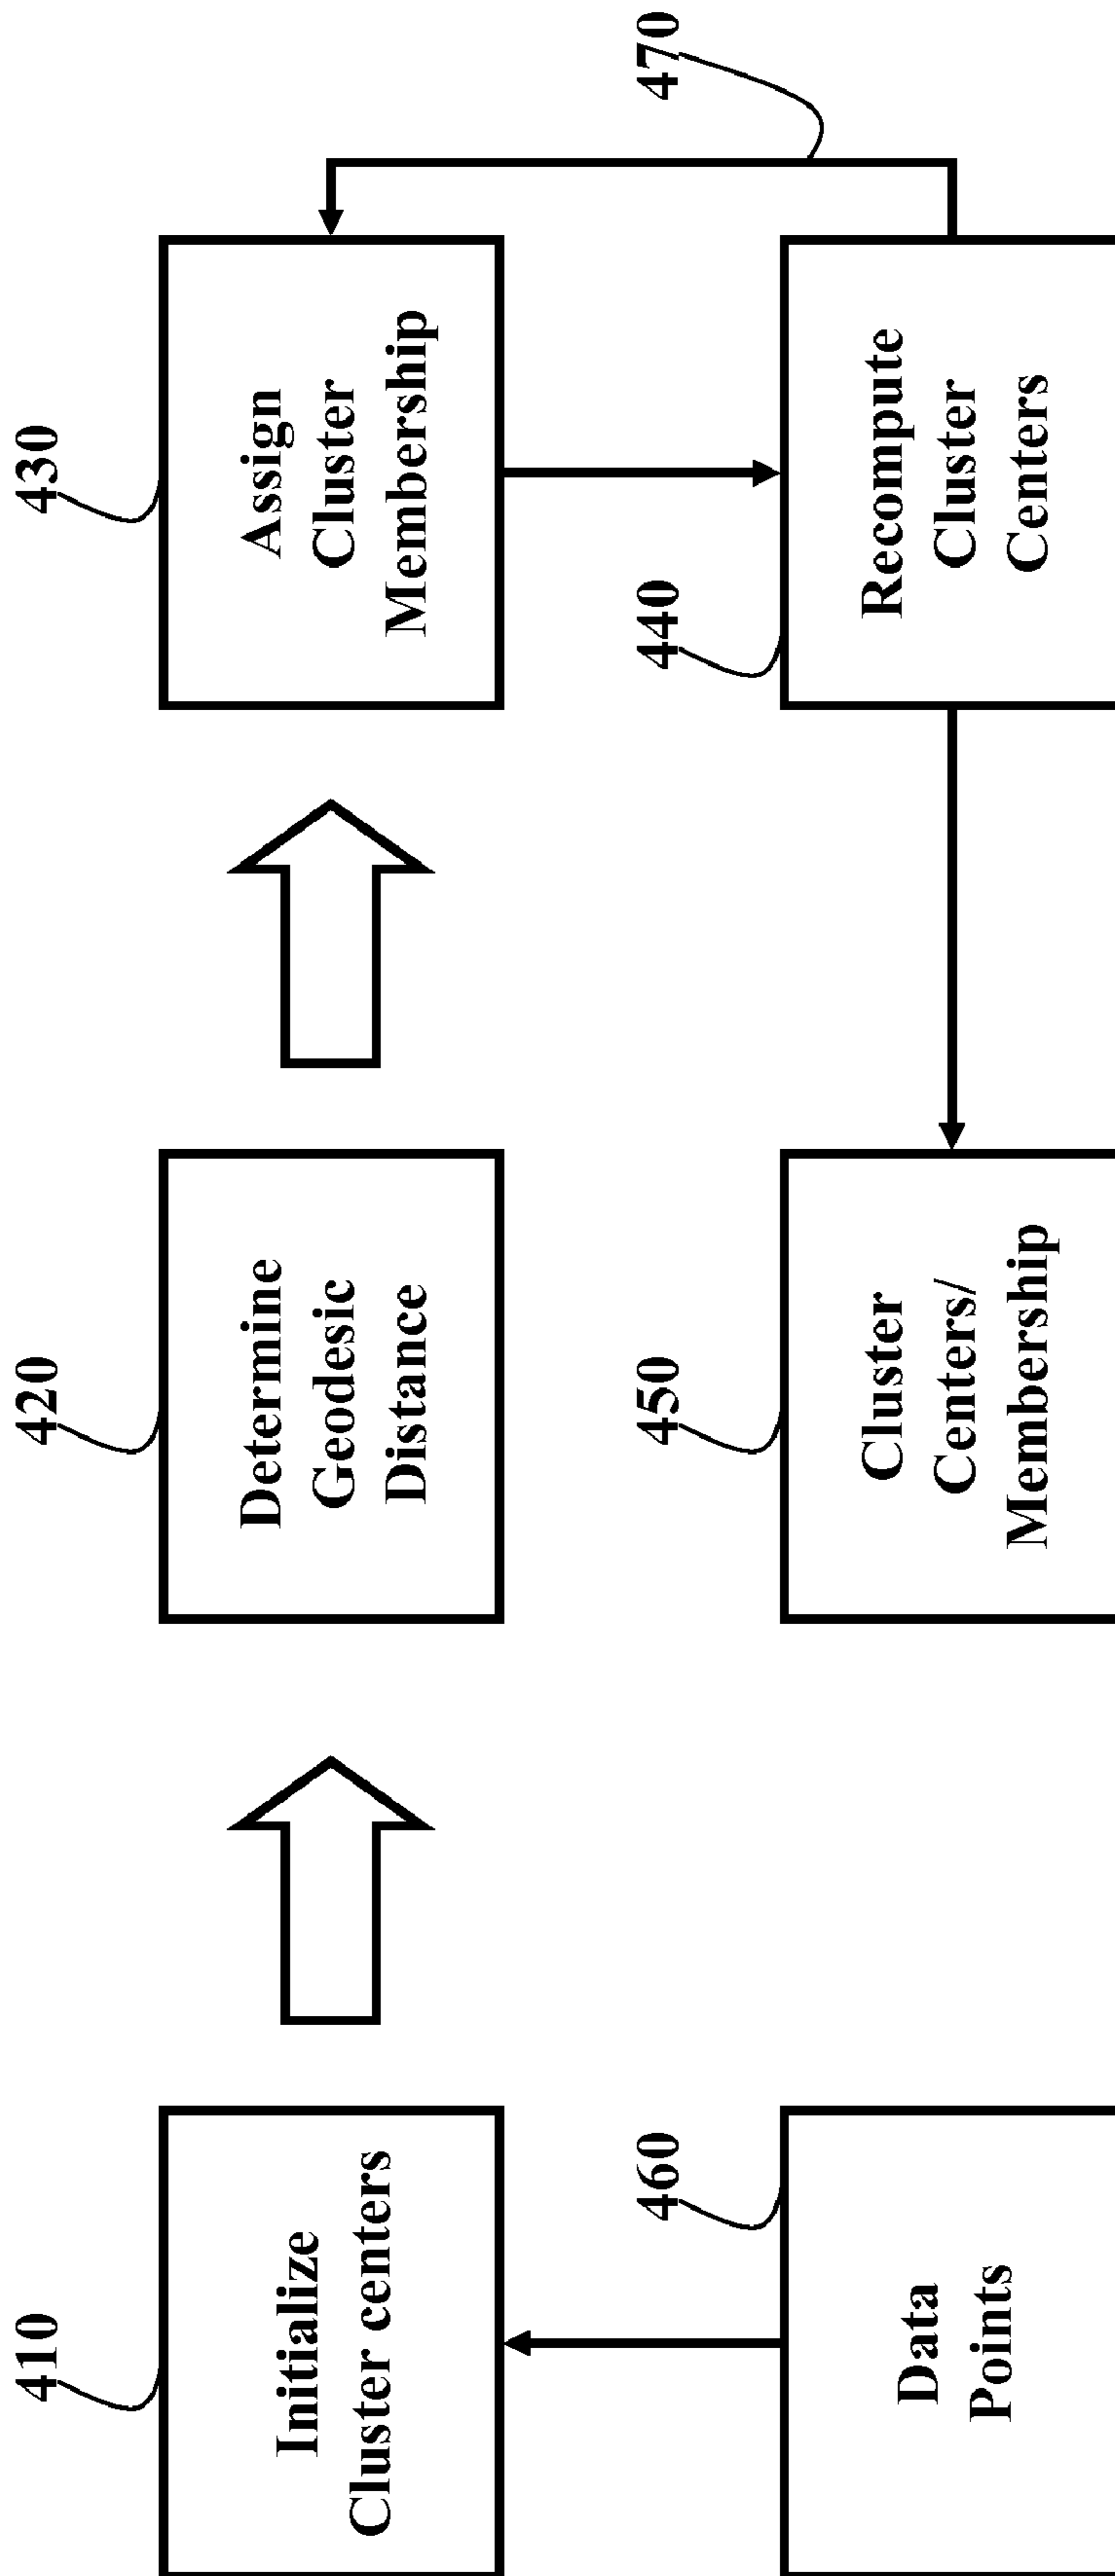 410
Initialize
Cluster centers
420
Determine
Geodesic
Distance
430
Assign
Cluster
Membership
460
Data
Points
450
Cluster
Centers/
Membership
440
Recompute
Cluster
Centers
470